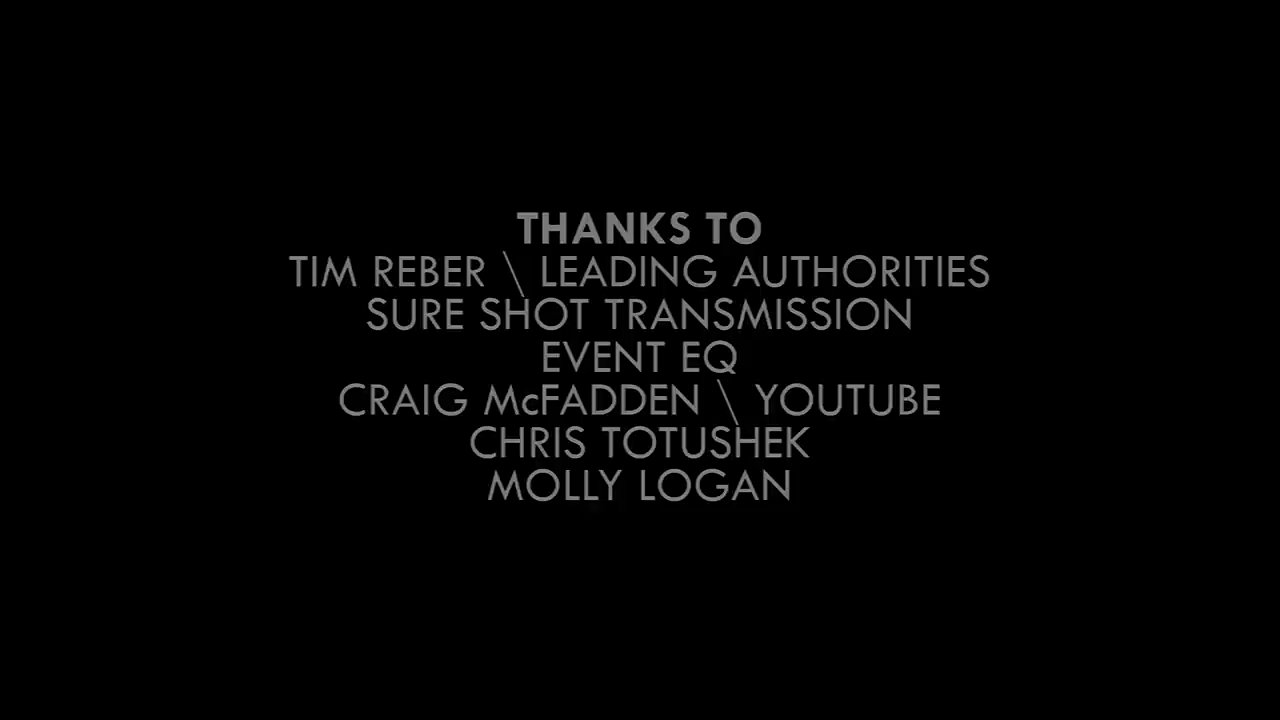 THANKS TO
TIM REBER \ LEADING AUTHORITIES
SURE SHOT TRANSMISSION
EVENT EQ
CRAIG McFADDEN \ YOUTUBE
CHRIS TOTUSHEK
MOLLY LOGAN